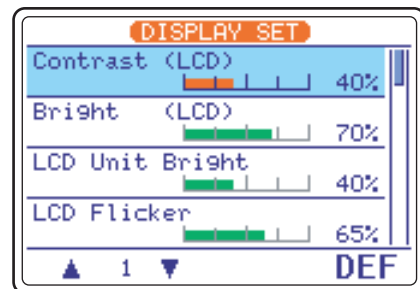 DISPLAY SET
Contrast (LCD)
40%
Bright (LCD)
70%
LCD Unit Bright
40%
LCD Flicker
65%
▲ 1 ▼ DEF